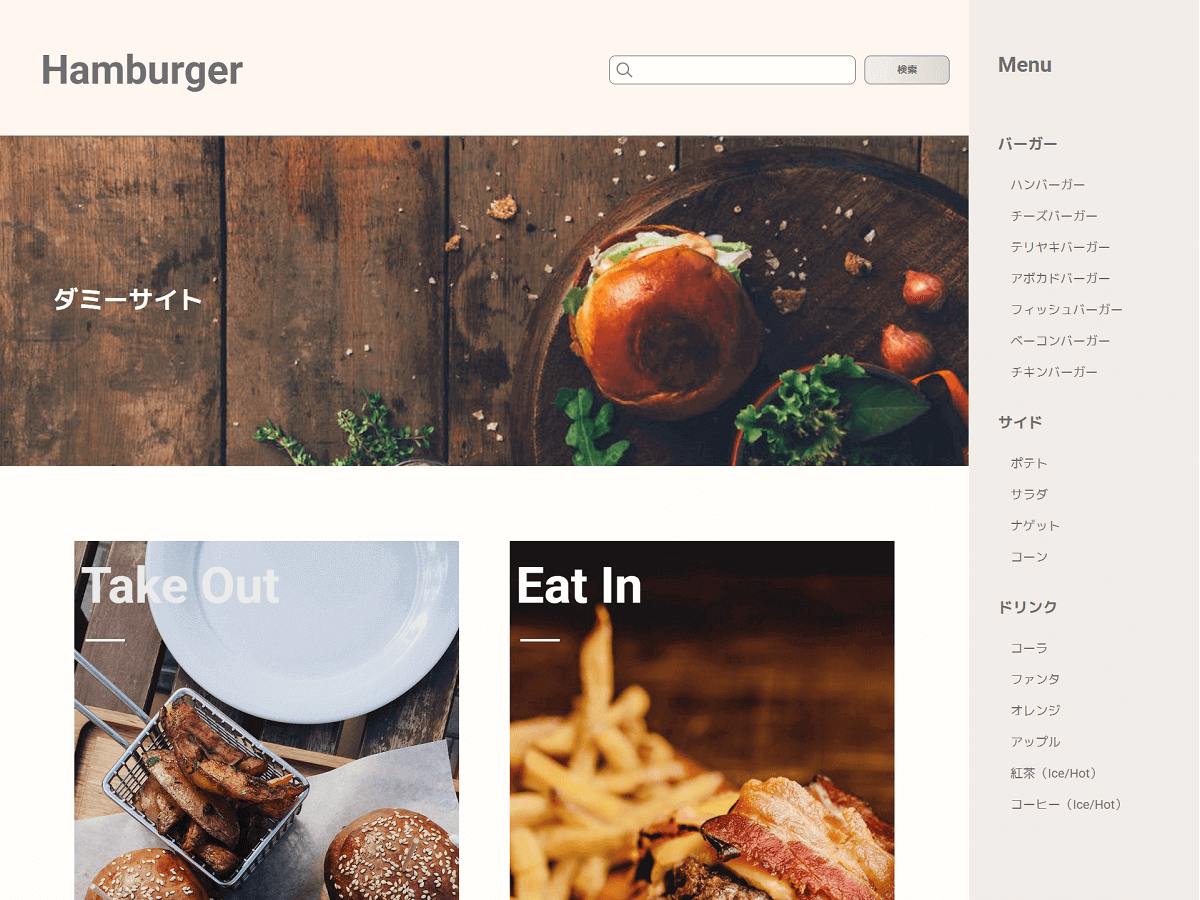 Hamburger
検索
ダミーサイト
Take Out
Eat In
Menu
バーガー
ハンバーガー
チーズバーガー
テリヤキバーガー
アボカドバーガー
フィッシュバーガー
ベーコンバーガー
チキンバーガー
サイド
ポテト
サラダ
ナゲット
コーン
ドリンク
コーラ
ファンタ
オレンジ
アップル
紅茶（Ice/Hot）
コーヒー（Ice/Hot）